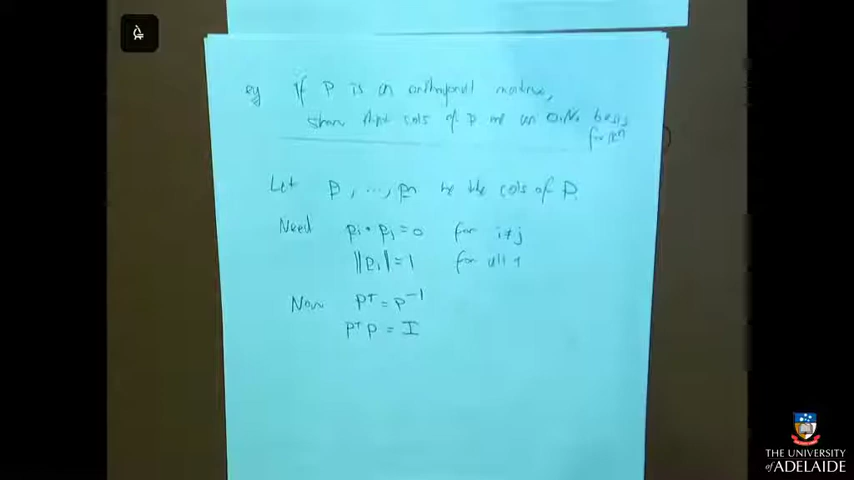 eg If P is an orthogonal matrix,
show that cols of P are an O.N. basis
for ℝⁿ
Let p₁, ..., pₙ be the cols of P.
Need pᵢ • pⱼ = 0 for i≠j
||pᵢ|| = 1 for all i
Now Pᵀ = P⁻¹
PᵀP = I
THE UNIVERSITY
of ADELAIDE